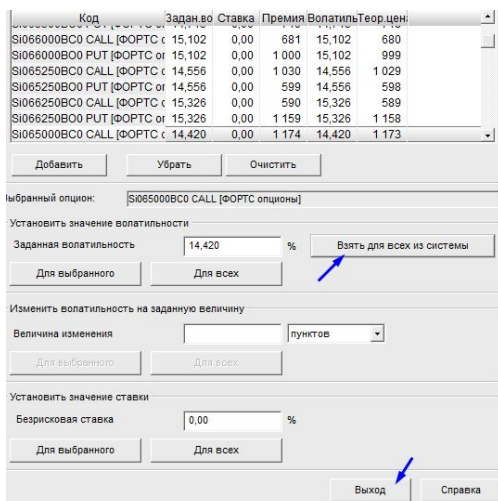 Код Задан.во Ставка Премия Волатиль Теор.цен
Si066000BC0 CALL [ФОРТС с 15,102 0,00 681 15,102 680
Si066000BO0 PUT [ФОРТС оп 15,102 0,00 1 000 15,102 999
Si065250BC0 CALL [ФОРТС с 14,556 0,00 1 030 14,556 1 029
Si065250BO0 PUT [ФОРТС оп 14,556 0,00 599 14,556 598
Si066250BC0 CALL [ФОРТС с 15,326 0,00 590 15,326 589
Si066250BO0 PUT [ФОРТС оп 15,326 0,00 1 159 15,326 1 158
Si065000BC0 CALL [ФОРТС с 14,420 0,00 1 174 14,420 1 173
Добавить Убрать Очистить
Выбранный опцион: Si065000BC0 CALL [ФОРТС опционы]
Установить значение волатильности
Заданная волатильность 14,420 % Взять для всех из системы
Для выбранного Для всех
Изменить волатильность на заданную величину
Величина изменения пунктов
Для выбранного Для всех
Установить значение ставки
Безрисковая ставка 0,00 %
Для выбранного Для всех
Выход Справка